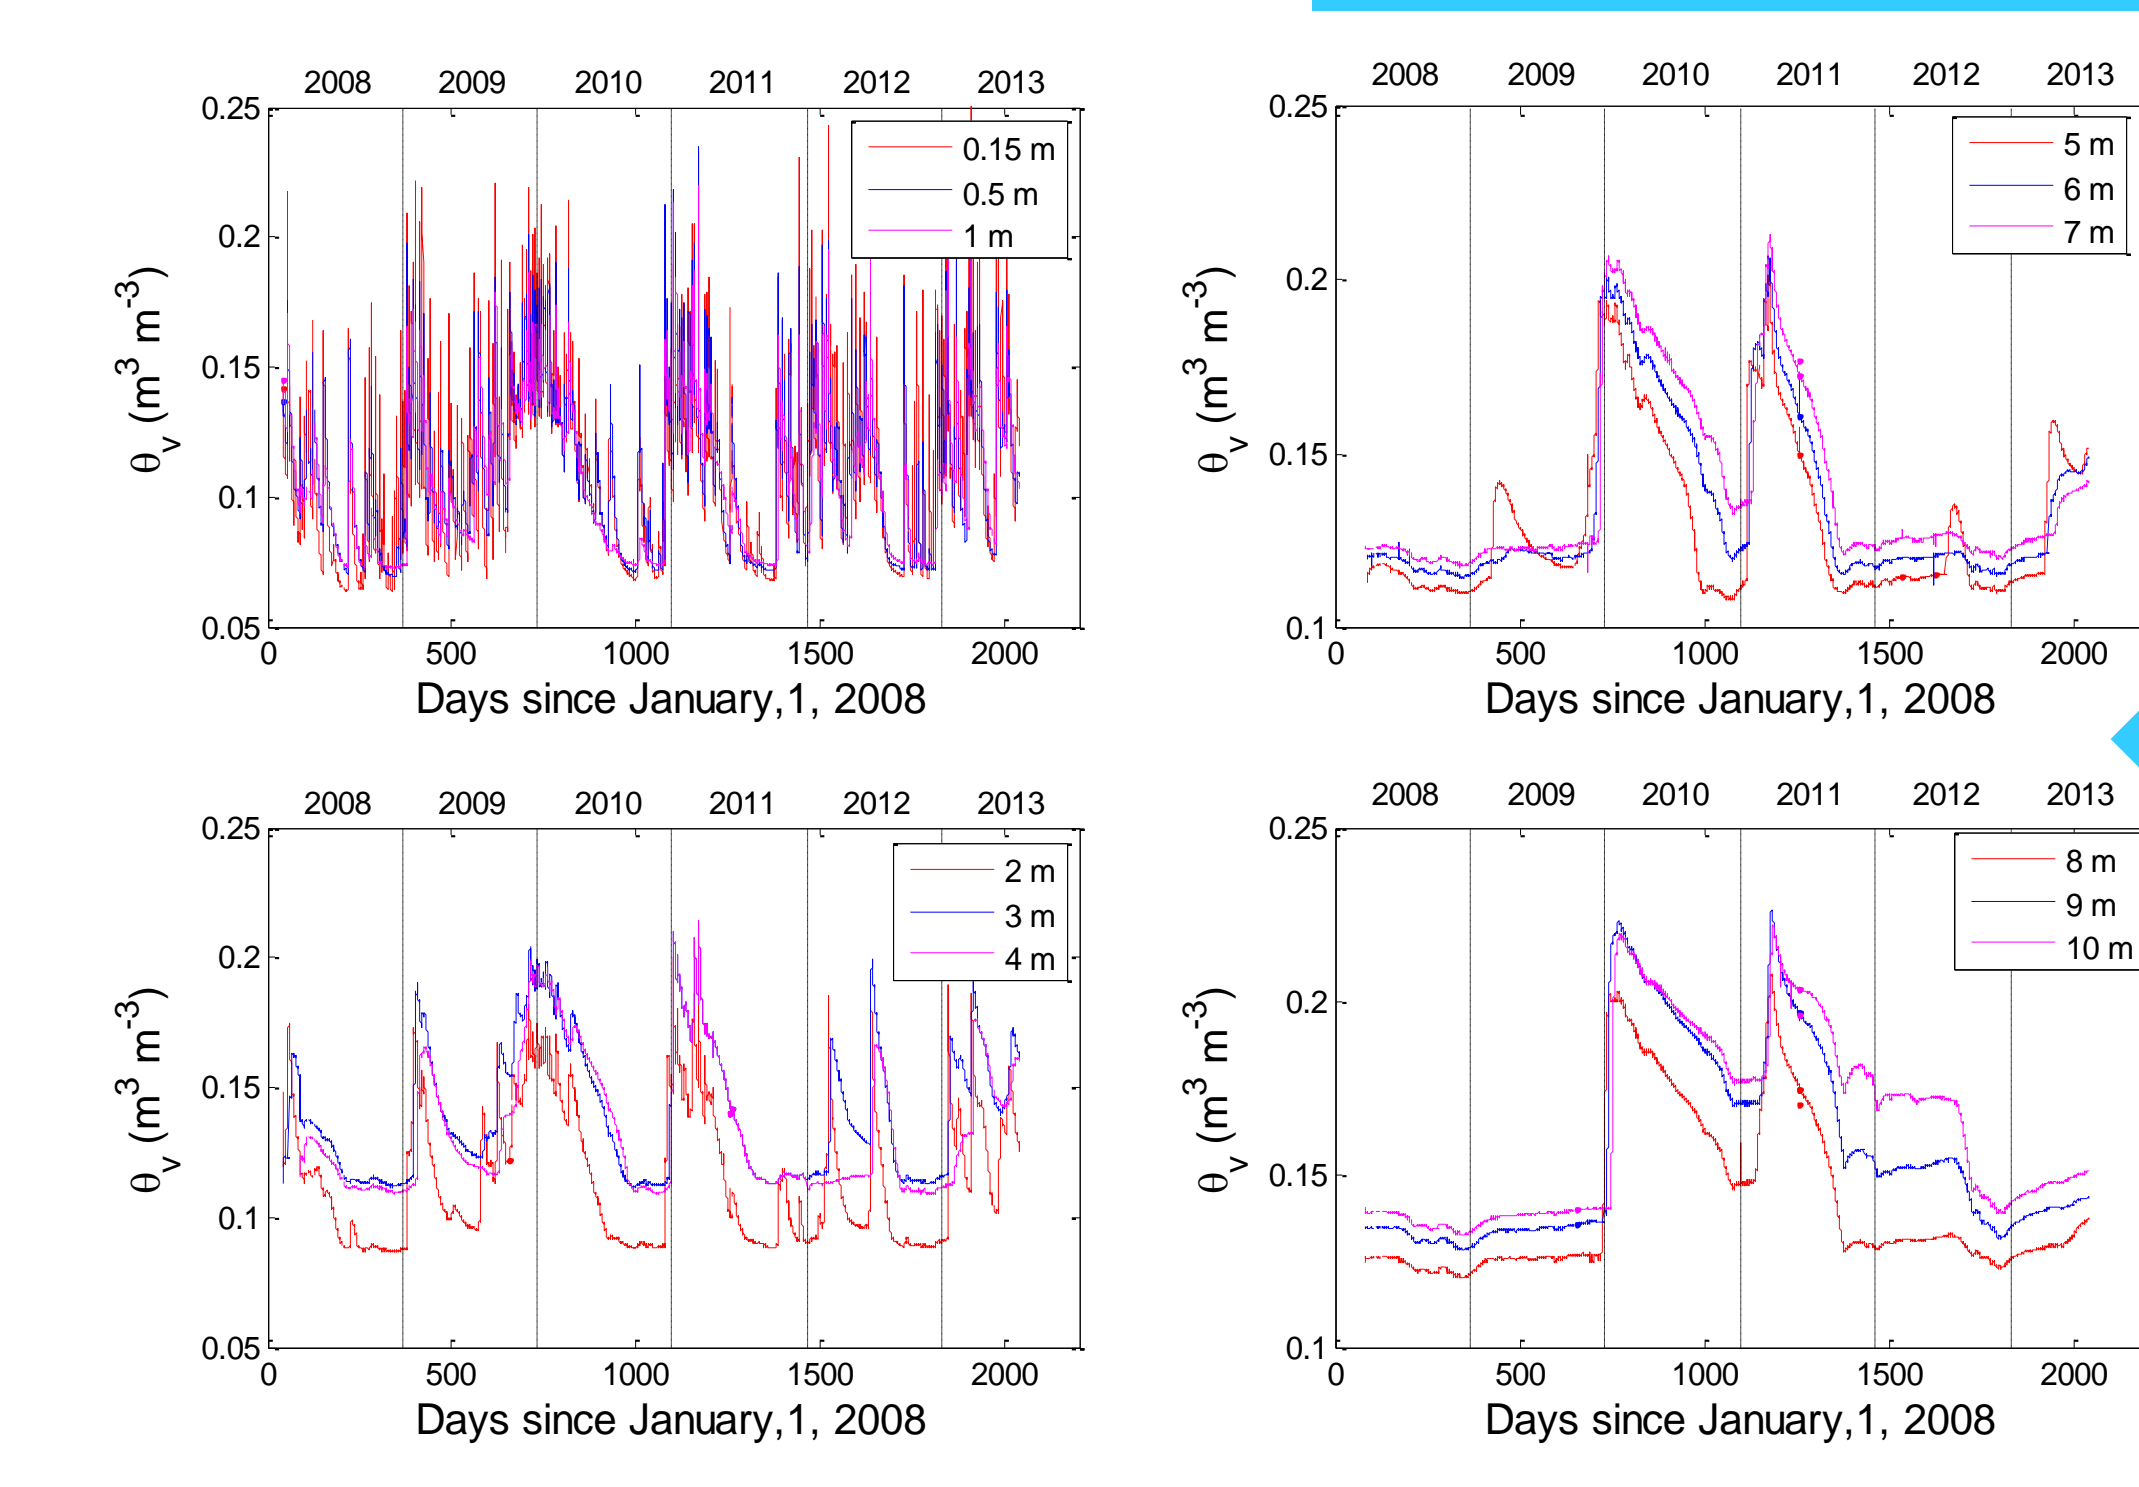 2008 2009 2010 2011 2012 2013
0.25
0.2
0.15
0.1
0.05
θv (m3 m-3)
0.15 m
0.5 m
1 m
0 500 1000 1500 2000
Days since January,1, 2008
2008 2009 2010 2011 2012 2013
0.25
0.2
0.15
0.1
θv (m3 m-3)
5 m
6 m
7 m
0 500 1000 1500 2000
Days since January,1, 2008
2008 2009 2010 2011 2012 2013
0.25
0.2
0.15
0.1
0.05
θv (m3 m-3)
2 m
3 m
4 m
0 500 1000 1500 2000
Days since January,1, 2008
2008 2009 2010 2011 2012 2013
0.25
0.2
0.15
0.1
θv (m3 m-3)
8 m
9 m
10 m
0 500 1000 1500 2000
Days since January,1, 2008